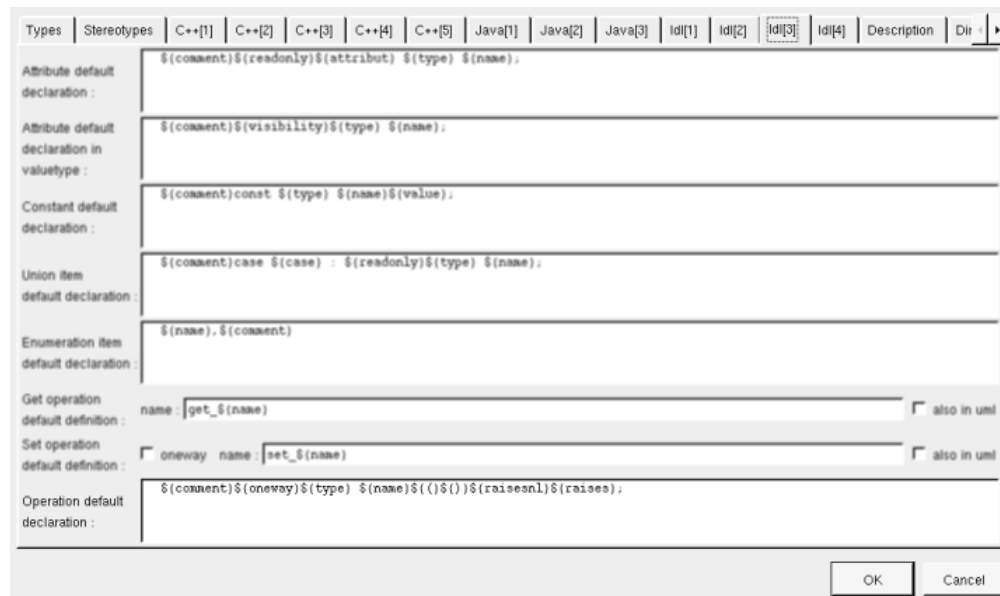 Types Stereotypes C++[1] C++[2] C++[3] C++[4] C++[5] Java[1] Java[2] Java[3] Idl[1] Idl[2] Idl[3] Idl[4] Description
Attribute default
declaration :
${comment}${readonly}${attribut} ${type} ${name};
Attribute default
declaration in
valuetype :
${comment}${visibility}${type} ${name};
Constant default
declaration :
${comment}const ${type} ${name}${value};
Union item
default declaration :
${comment}case ${case} : ${readonly}${type} ${name};
Enumeration item
default declaration :
${name},${comment}
Get operation
default definition :
name : get_${name} also in uml
Set operation
default definition :
oneway name : set_${name} also in uml
Operation default
declaration :
${comment}${oneway}${type} ${name}${(}${)}${raisesnl}${raises};
OK Cancel